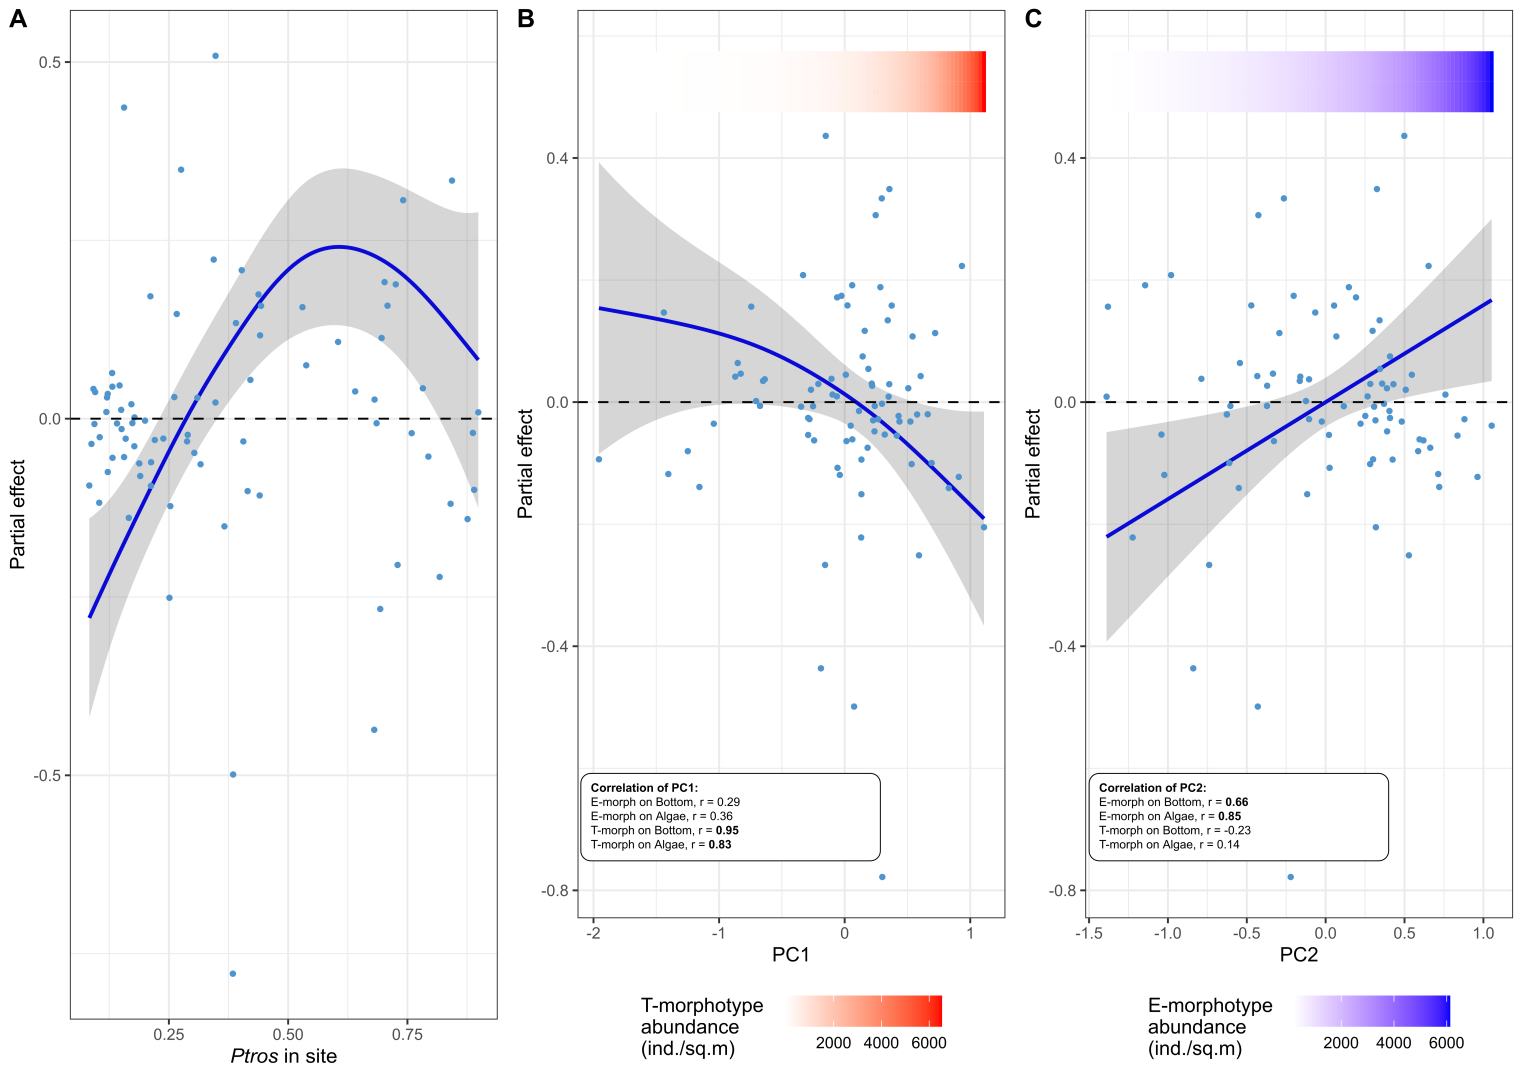 A
B
C
0.5
0.0
-0.5
Partial effect
0.25
0.50
0.75
Ptros in site
0.4
0.0
-0.4
-0.8
Partial effect
Correlation of PC1:
E-morph on Bottom, r = 0.29
E-morph on Algae, r = 0.36
T-morph on Bottom, r = 0.95
T-morph on Algae, r = 0.83
-2
-1
0
1
PC1
T-morphotype
abundance
(ind./sq.m)
2000
4000
6000
0.4
0.0
-0.4
-0.8
Partial effect
Correlation of PC2:
E-morph on Bottom, r = 0.66
E-morph on Algae, r = 0.85
T-morph on Bottom, r = -0.23
T-morph on Algae, r = 0.14
-1.5
-1.0
-0.5
0.0
0.5
1.0
PC2
E-morphotype
abundance
(ind./sq.m)
2000
4000
6000